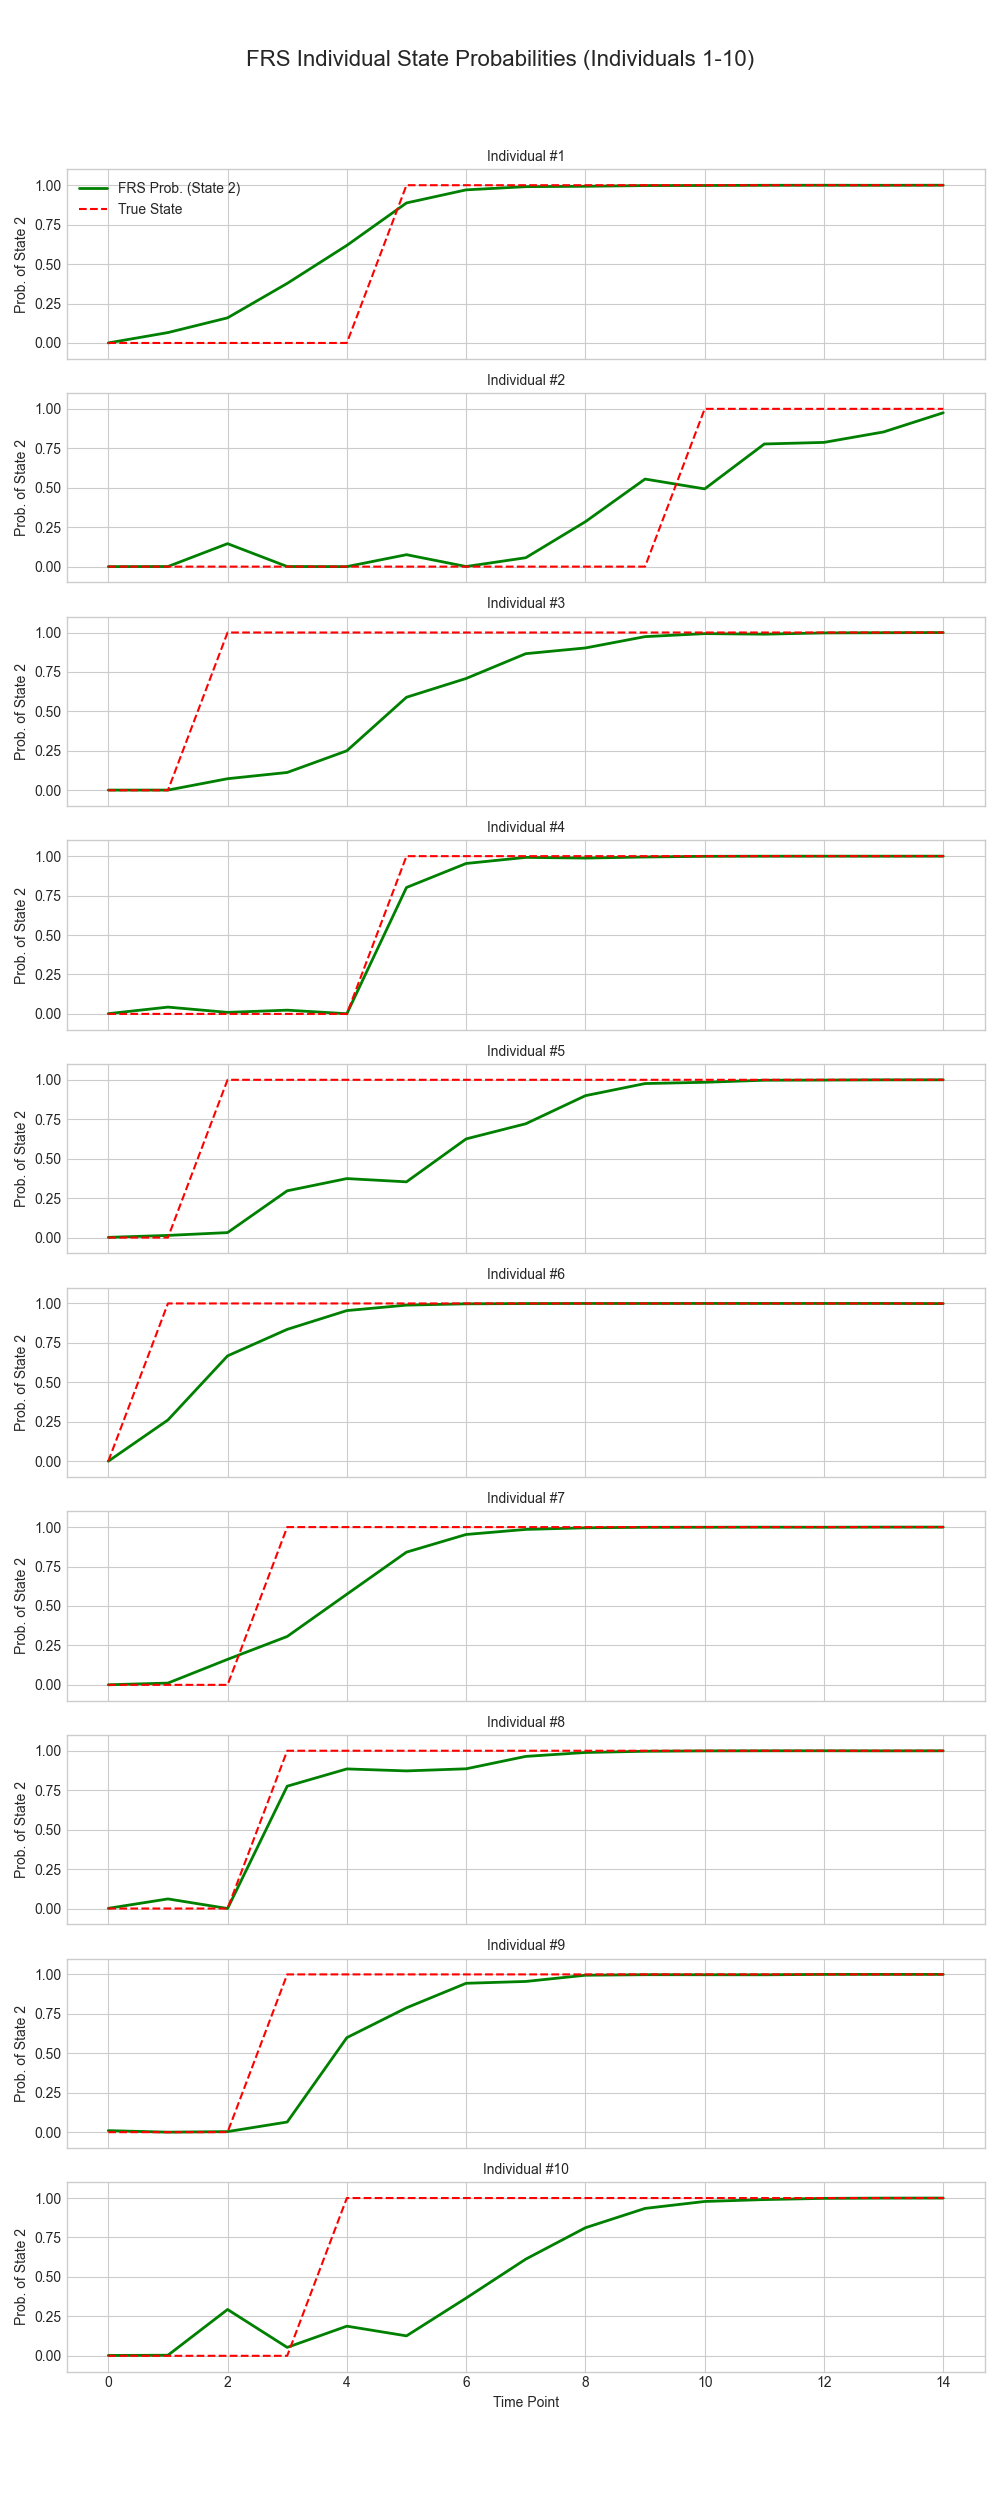 FRS Individual State Probabilities (Individuals 1-10)
Individual #1
FRS Prob. (State 2)
True State
Prob. of State 2
1.00
0.75
0.50
0.25
0.00
Individual #2
Prob. of State 2
1.00
0.75
0.50
0.25
0.00
Individual #3
Prob. of State 2
1.00
0.75
0.50
0.25
0.00
Individual #4
Prob. of State 2
1.00
0.75
0.50
0.25
0.00
Individual #5
Prob. of State 2
1.00
0.75
0.50
0.25
0.00
Individual #6
Prob. of State 2
1.00
0.75
0.50
0.25
0.00
Individual #7
Prob. of State 2
1.00
0.75
0.50
0.25
0.00
Individual #8
Prob. of State 2
1.00
0.75
0.50
0.25
0.00
Individual #9
Prob. of State 2
1.00
0.75
0.50
0.25
0.00
Individual #10
Prob. of State 2
1.00
0.75
0.50
0.25
0.00
0 2 4 6 8 10 12 14
Time Point